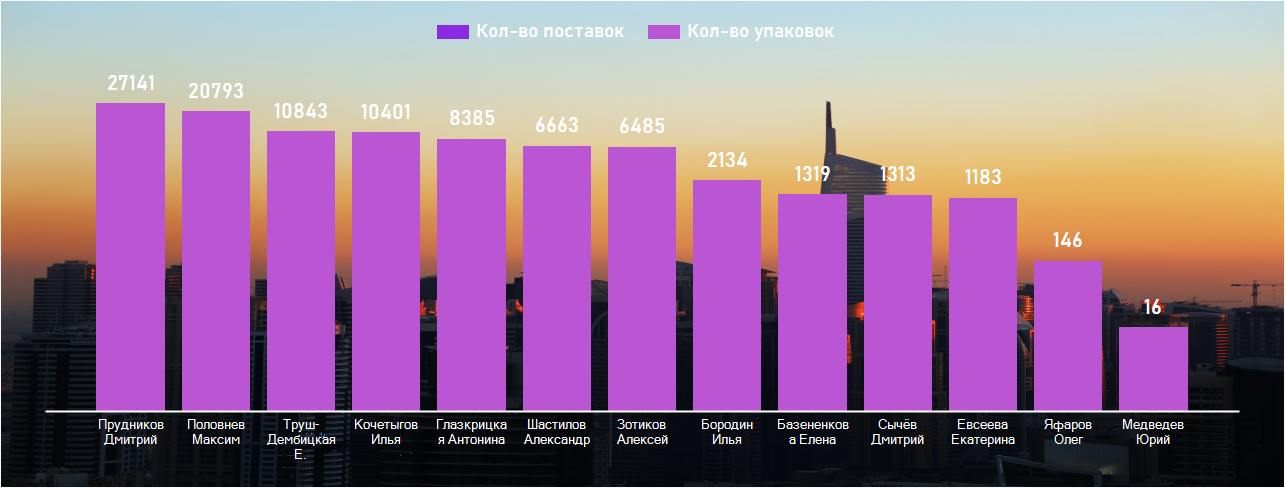 Кол-во поставок Кол-во упаковок
27141 20793 10843 10401 8385 6663 6485 2134 1319 1313 1183 146 16
Прудников
Дмитрий
Половнев
Максим
Труш-
Дембицкая
Е.
Кочетыгов
Илья
Глазкрицка
я Антонина
Шастилов
Александр
Зотиков
Алексей
Бородин
Илья
Базененков
а Елена
Сычёв
Дмитрий
Евсеева
Екатерина
Яфаров
Олег
Медведев
Юрий